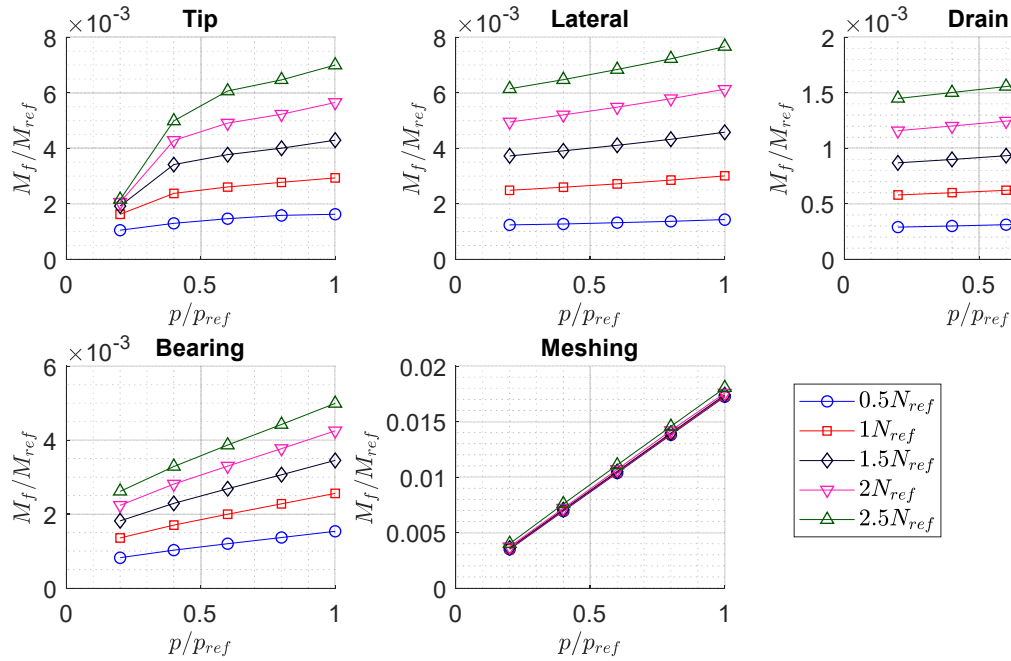 Tip
×10⁻³
8
6
4
2
0
0
0.5
1
M_f/M_ref
p/p_ref
Lateral
×10⁻³
8
6
4
2
0
0
0.5
1
M_f/M_ref
p/p_ref
Drain
×10⁻³
2
1.5
1
0.5
0
0
0.5
M_f/M_ref
p/p_ref
Bearing
×10⁻³
6
4
2
0
0
0.5
1
M_f/M_ref
p/p_ref
Meshing
0.02
0.015
0.01
0.005
0
0
0.5
1
M_f/M_ref
p/p_ref
0.5N_ref
1N_ref
1.5N_ref
2N_ref
2.5N_ref